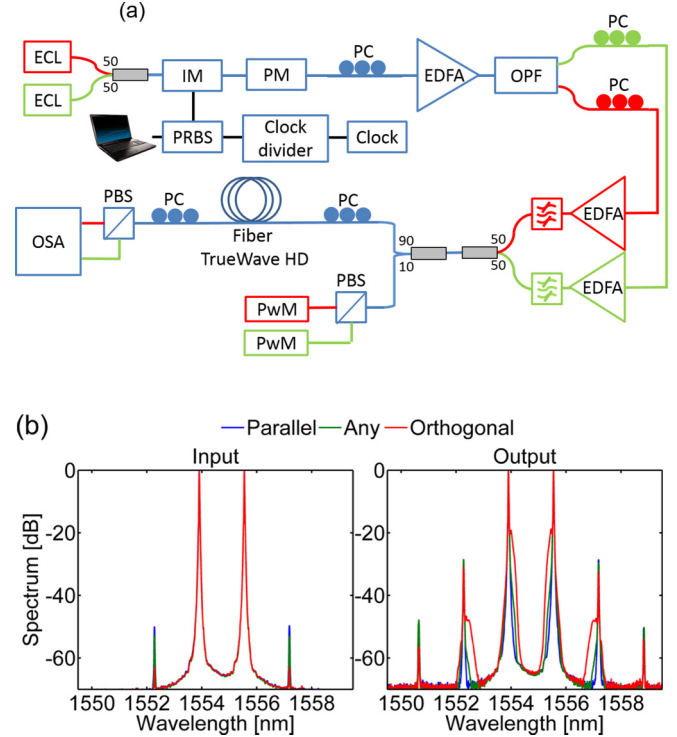 (a)
PC
ECL
50
50
ECL
IM
PM
PC
EDFA
OPF
PC
PRBS
Clock
divider
Clock
PBS
PC
PC
OSA
Fiber
TrueWave HD
EDFA
90
10
50
50
EDFA
PBS
PwM
PwM
(b)
Parallel Any Orthogonal
Input
Output
Spectrum [dB]
0
-20
-40
-60
1550 1552 1554 1556 1558
Wavelength [nm]
0
-20
-40
-60
1550 1552 1554 1556 1558
Wavelength [nm]